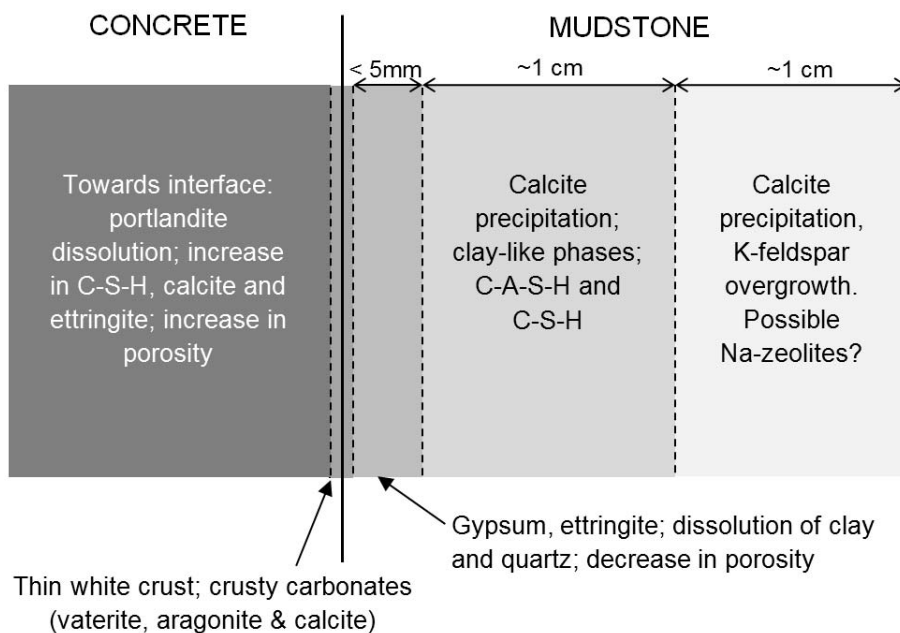 CONCRETE
MUDSTONE
< 5mm
~1 cm
~1 cm
Towards interface:
portlandite
dissolution; increase
in C-S-H, calcite and
ettringite; increase in
porosity
Calcite
precipitation;
clay-like phases;
C-A-S-H and
C-S-H
Calcite
precipitation,
K-feldspar
overgrowth.
Possible
Na-zeolites?
Gypsum, ettringite; dissolution of clay
and quartz; decrease in porosity
Thin white crust; crusty carbonates
(vaterite, aragonite & calcite)